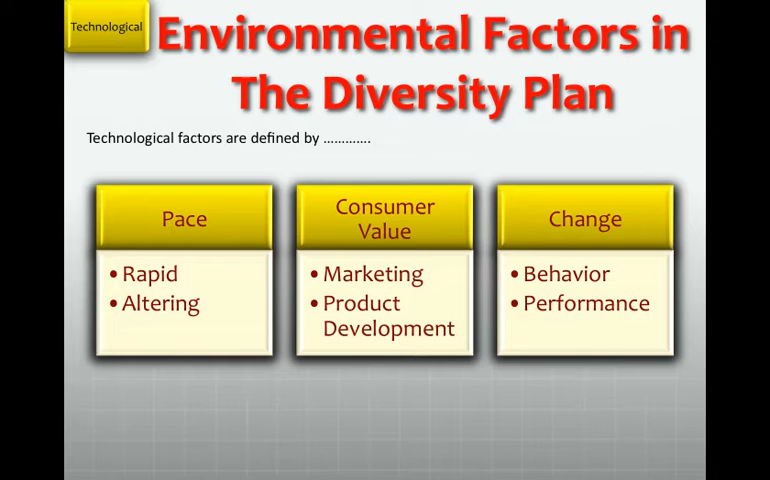 Technological
Environmental Factors in
The Diversity Plan
Technological factors are defined by .............
Pace
• Rapid
• Altering
Consumer
Value
• Marketing
• Product
Development
Change
• Behavior
• Performance